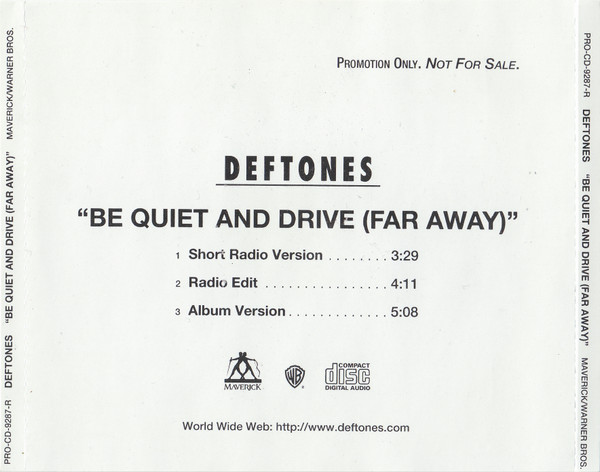 PRO-CD-9287-R DEFTONES "BE QUIET AND DRIVE (FAR AWAY)" MAVERICK/WARNER BROS.
PROMOTION ONLY. NOT FOR SALE.
DEFTONES
"BE QUIET AND DRIVE (FAR AWAY)"
1 Short Radio Version ........ 3:29
2 Radio Edit ................ 4:11
3 Album Version ............. 5:08
MAVERICK WB COMPACT disc DIGITAL AUDIO
World Wide Web: http://www.deftones.com
PRO-CD-9287-R DEFTONES "BE QUIET AND DRIVE (FAR AWAY)" MAVERICK/WARNER BROS.